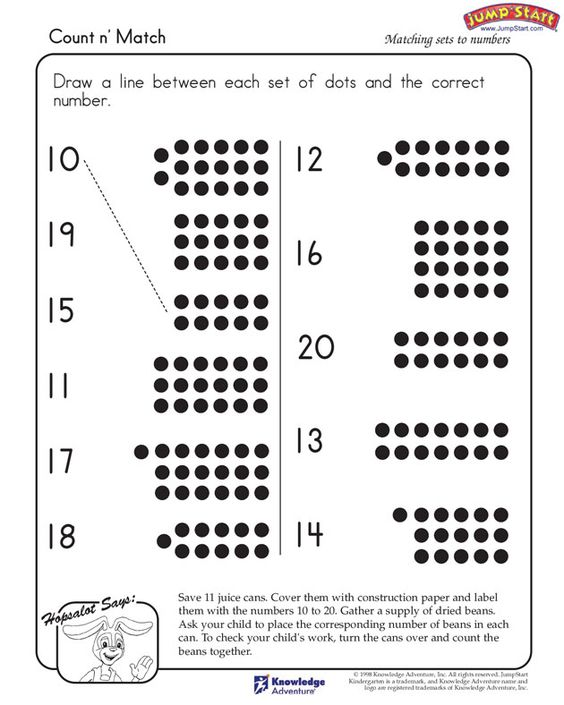 JUMPSTART
www.JumpStart.com
Count n' Match
Matching sets to numbers
Draw a line between each set of dots and the correct
number.
10
19
15
11
17
18
12
16
20
13
14
Hopsalot Says:
Save 11 juice cans. Cover them with construction paper and label
them with the numbers 10 to 20. Gather a supply of dried beans.
Ask your child to place the corresponding number of beans in each
can. To check your child's work, turn the cans over and count the
beans together.
Knowledge
Adventure
© 1998 Knowledge Adventure, Inc. All rights reserved. JumpStart
Kindergarten is a trademark, and Knowledge Adventure name and
logo are registered trademarks of Knowledge Adventure, Inc.